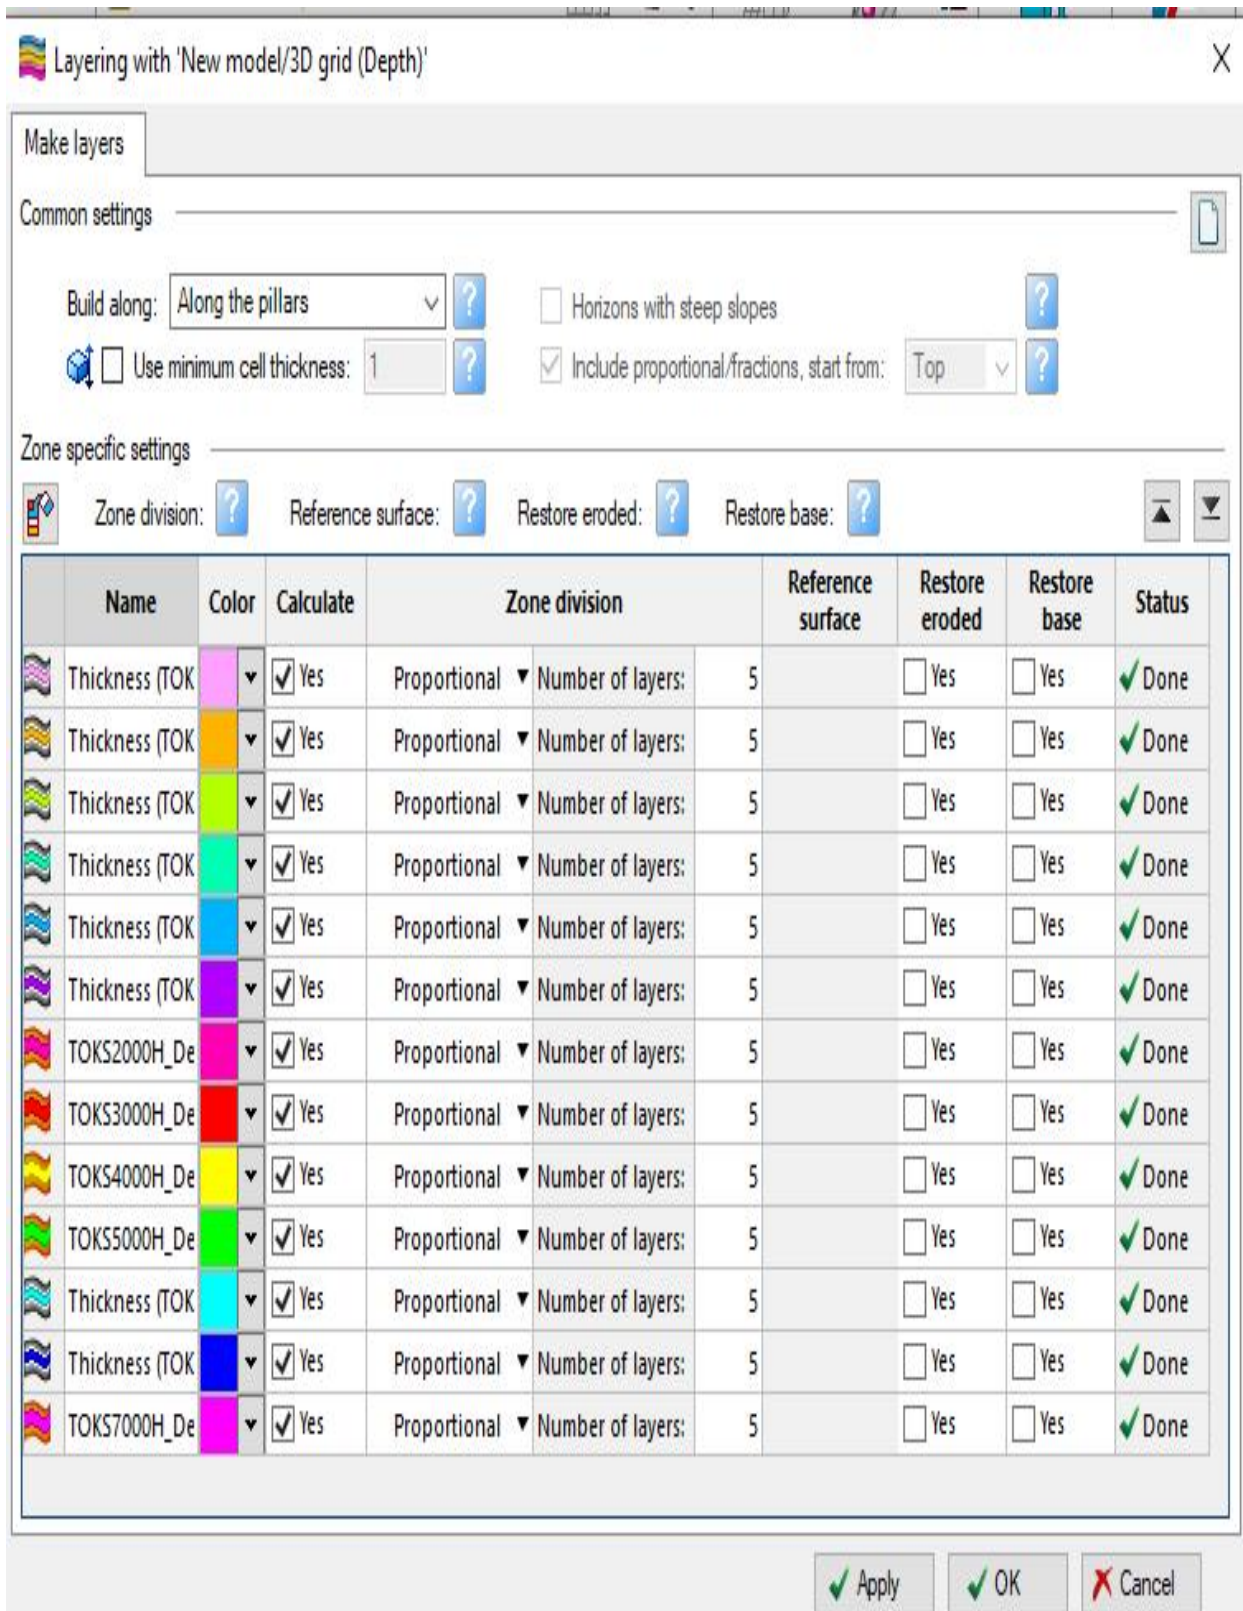 Layering with 'New model/3D grid (Depth)'
X
Make layers
Common settings
Build along: Along the pillars ? Horizons with steep slopes ?
Use minimum cell thickness: 1 ? Include proportional/fractions, start from: Top ?
Zone specific settings
Zone division: ? Reference surface: ? Restore eroded: ? Restore base: ?
Name Color Calculate Zone division Reference surface Restore eroded Restore base Status
Thickness (TOK Yes Proportional Number of layers: 5 Yes Yes Done
Thickness (TOK Yes Proportional Number of layers: 5 Yes Yes Done
Thickness (TOK Yes Proportional Number of layers: 5 Yes Yes Done
Thickness (TOK Yes Proportional Number of layers: 5 Yes Yes Done
Thickness (TOK Yes Proportional Number of layers: 5 Yes Yes Done
Thickness (TOK Yes Proportional Number of layers: 5 Yes Yes Done
TOKS2000H_De Yes Proportional Number of layers: 5 Yes Yes Done
TOKS3000H_De Yes Proportional Number of layers: 5 Yes Yes Done
TOKS4000H_De Yes Proportional Number of layers: 5 Yes Yes Done
TOKS5000H_De Yes Proportional Number of layers: 5 Yes Yes Done
Thickness (TOK Yes Proportional Number of layers: 5 Yes Yes Done
Thickness (TOK Yes Proportional Number of layers: 5 Yes Yes Done
TOKS7000H_De Yes Proportional Number of layers: 5 Yes Yes Done
Apply OK Cancel